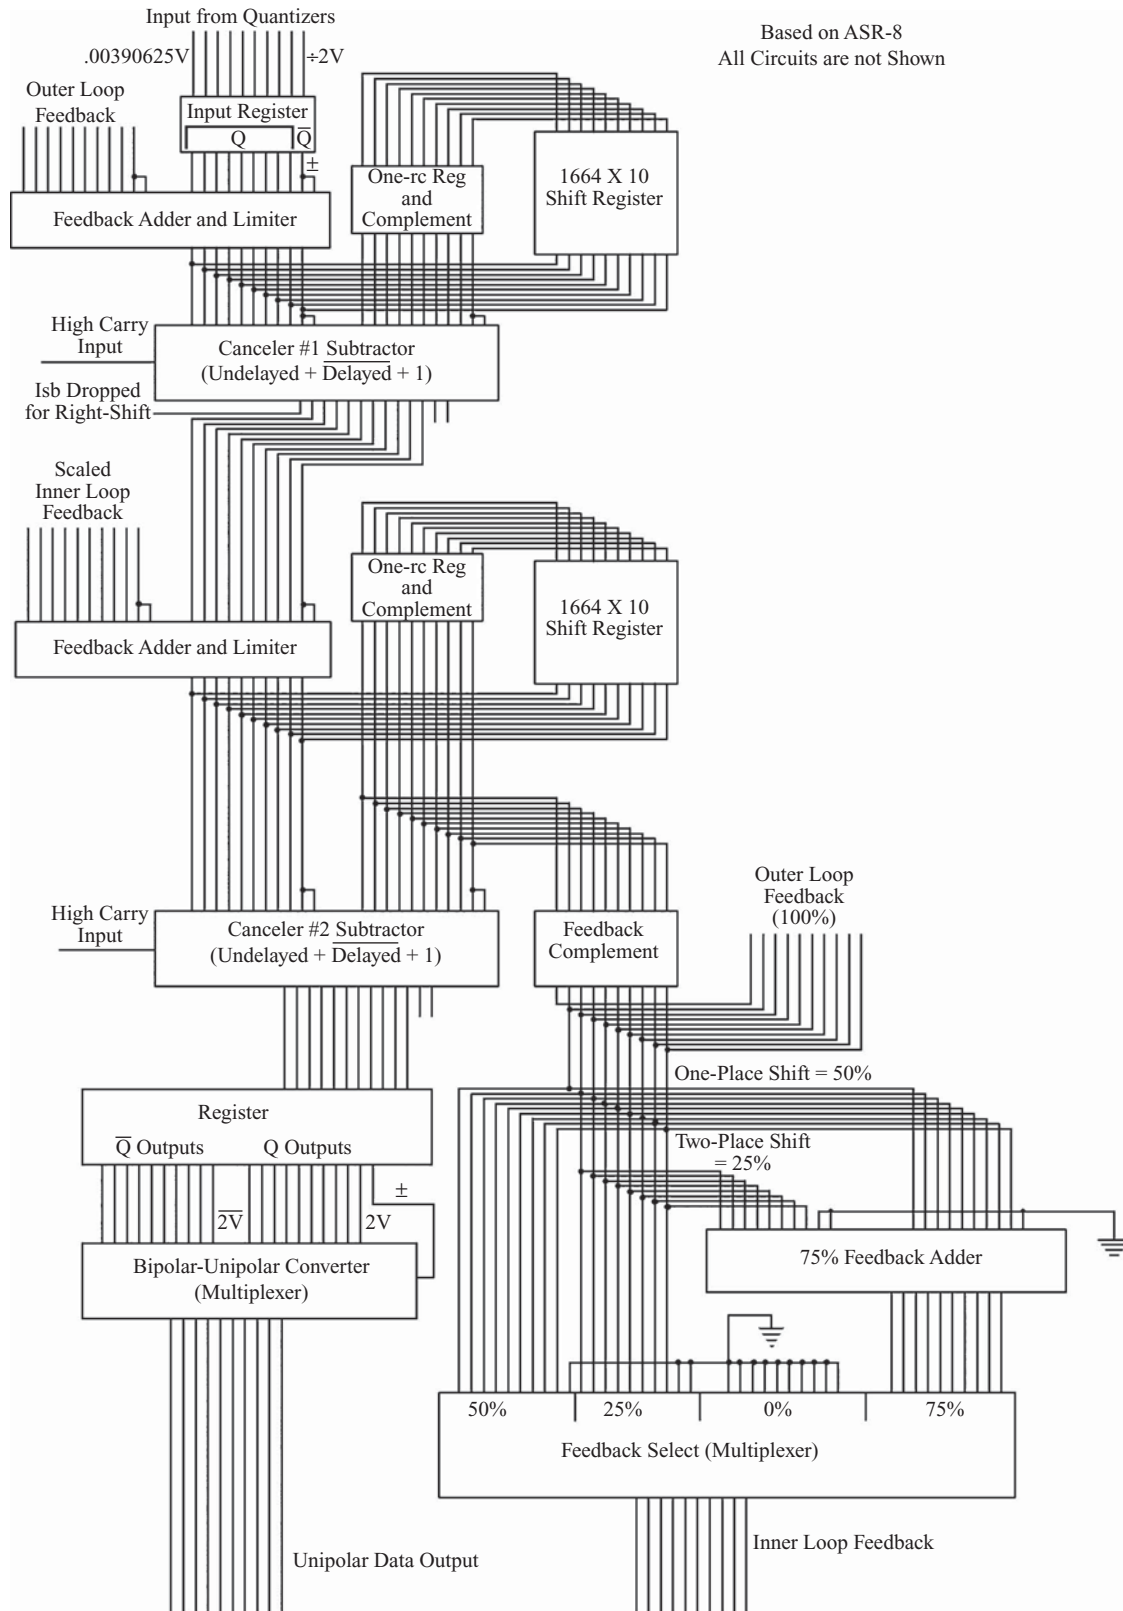 Input from Quantizers
Based on ASR-8
All Circuits are not Shown
.00390625V
÷2V
Outer Loop
Feedback
Input Register
Q
Q̅
±
One-rc Reg
and
Complement
1664 X 10
Shift Register
Feedback Adder and Limiter
High Carry
Input
Canceler #1 Subtractor
(Undelayed + D̅e̅l̅a̅y̅e̅d̅ + 1)
Isb Dropped
for Right-Shift
Scaled
Inner Loop
Feedback
One-rc Reg
and
Complement
1664 X 10
Shift Register
Feedback Adder and Limiter
Outer Loop
Feedback
(100%)
High Carry
Input
Canceler #2 Subtractor
(Undelayed + D̅e̅l̅a̅y̅e̅d̅ + 1)
Feedback
Complement
One-Place Shift = 50%
Register
Q̅ Outputs
Q Outputs
Two-Place Shift
= 25%
±
2̅V̅
2V
Bipolar-Unipolar Converter
(Multiplexer)
75% Feedback Adder
50%
25%
0%
75%
Feedback Select (Multiplexer)
Inner Loop Feedback
Unipolar Data Output